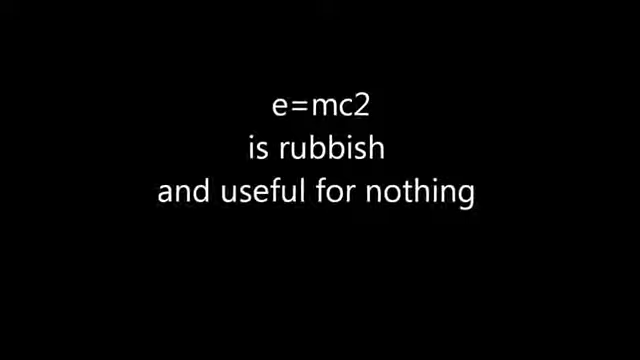 e=mc2
is rubbish
and useful for nothing